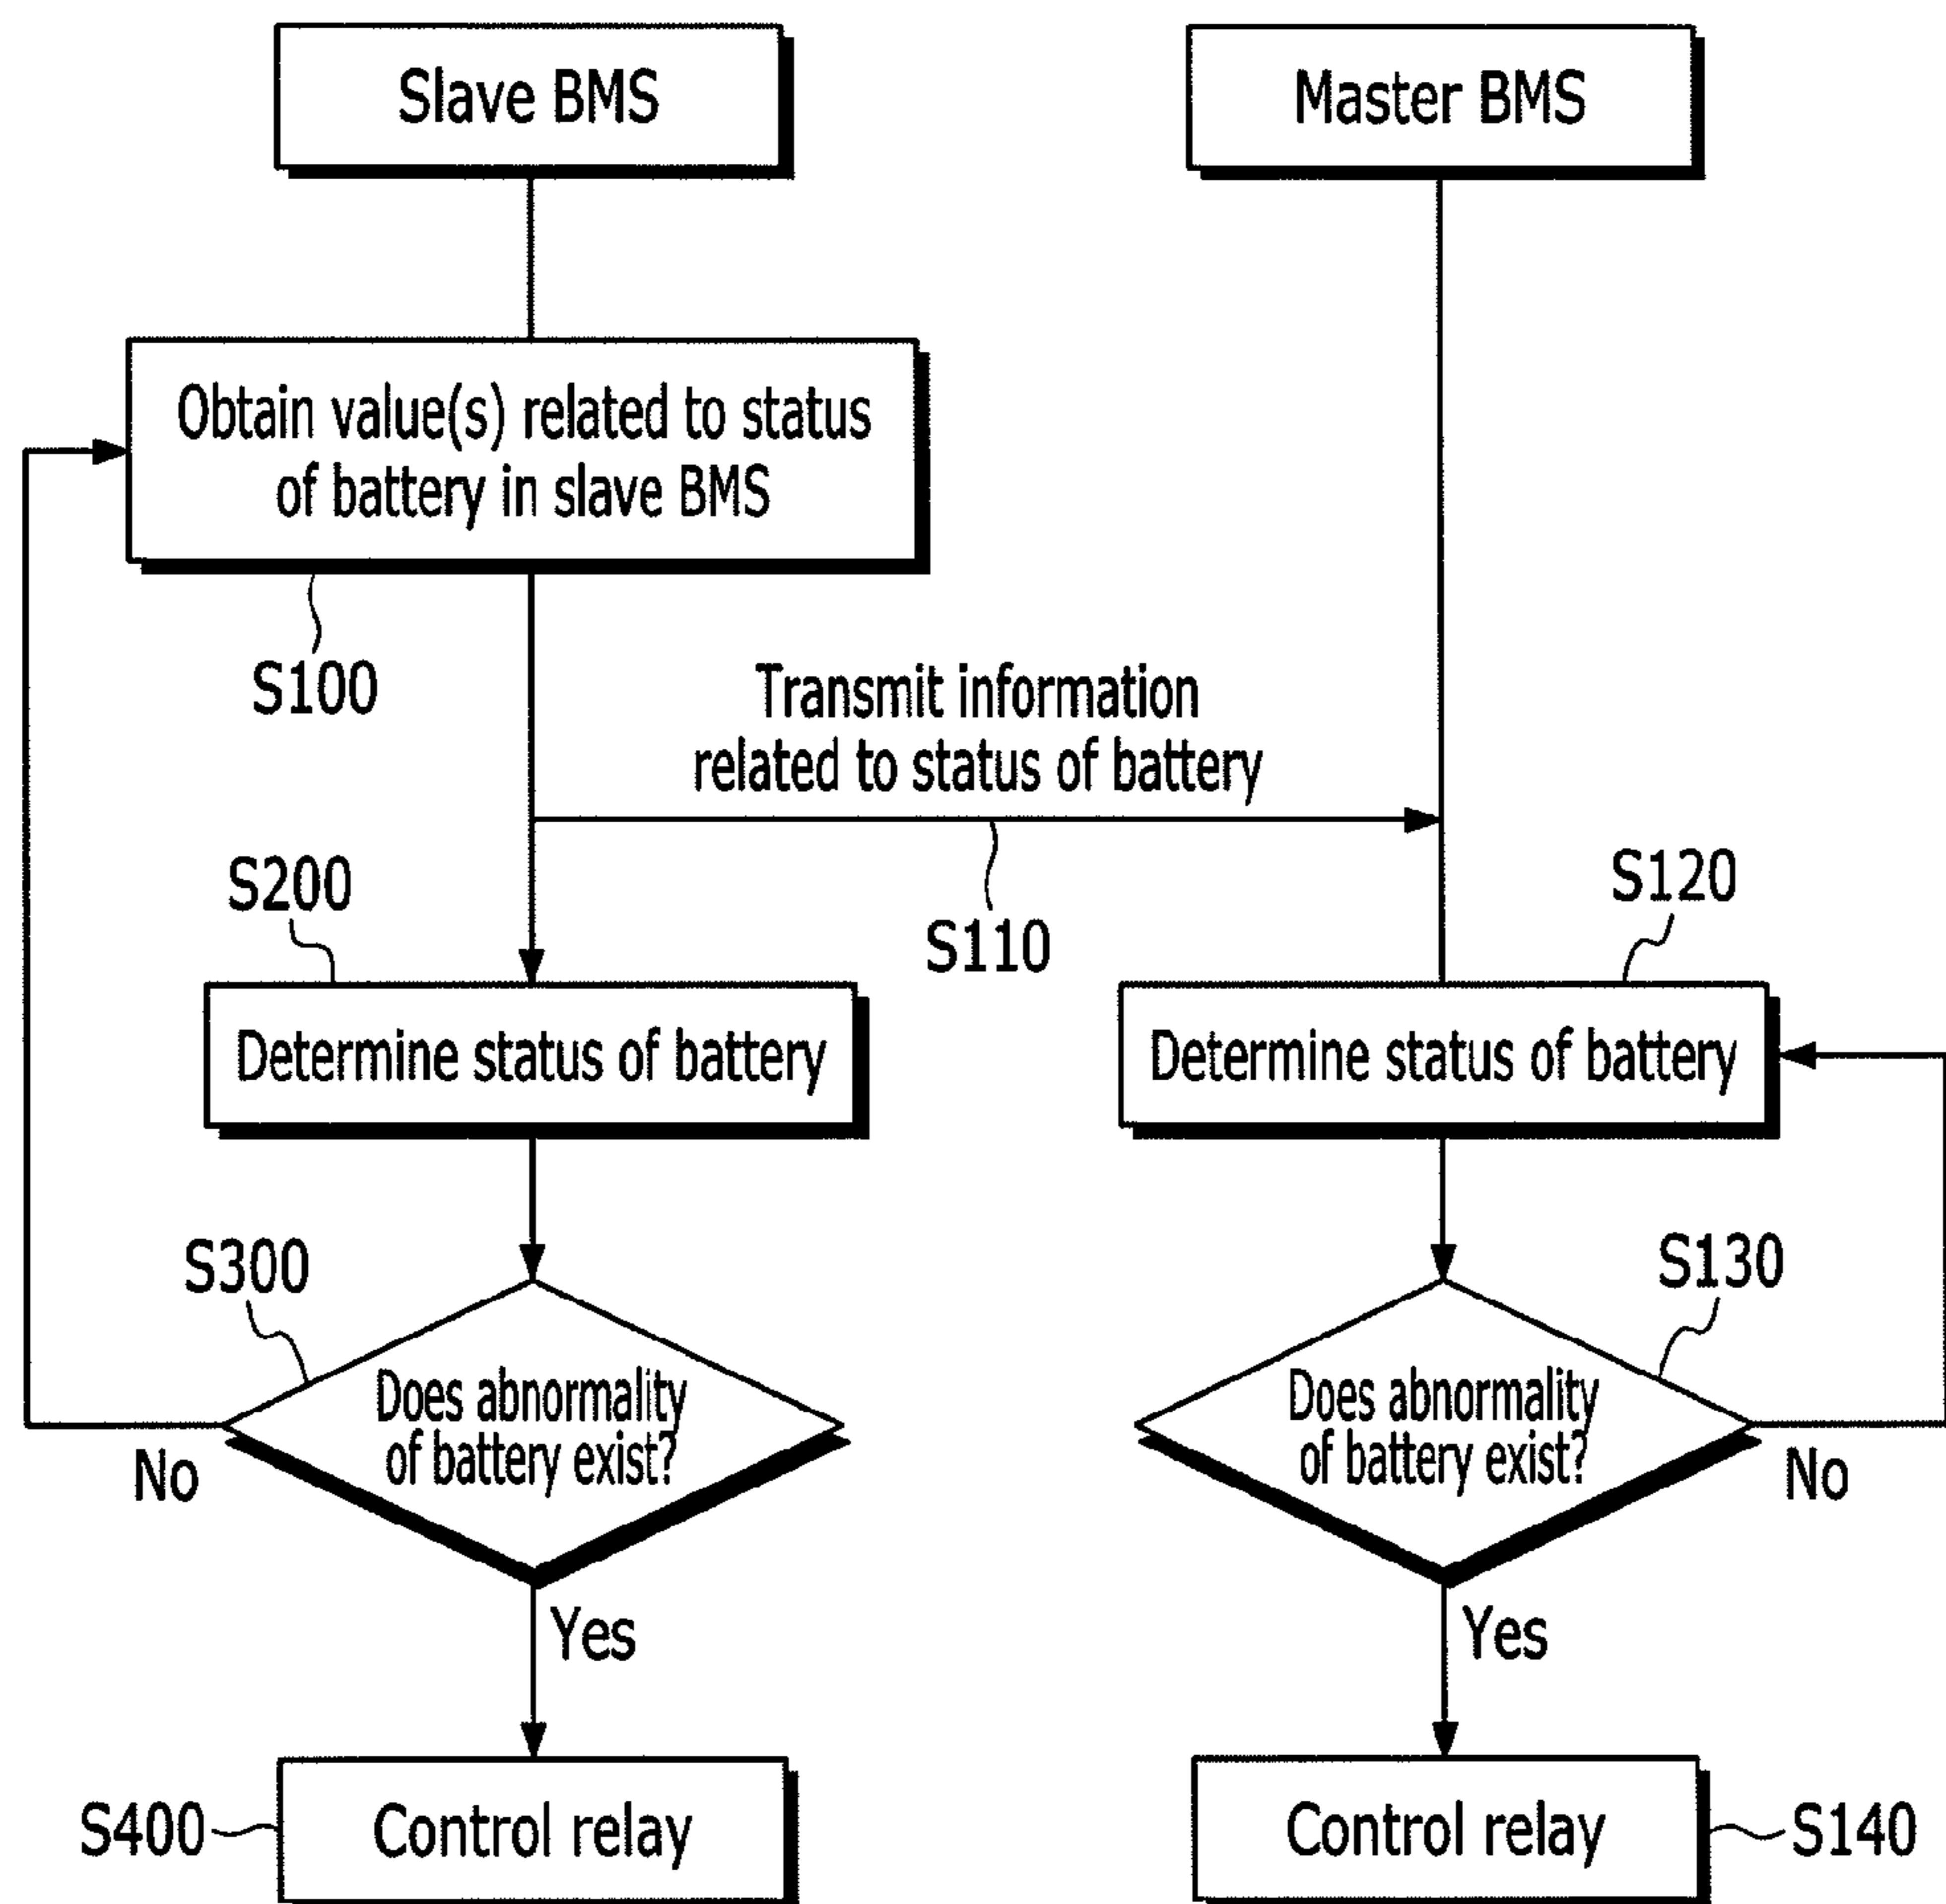 Slave BMS
Master BMS
Obtain value(s) related to status
of battery in slave BMS
S100
Transmit information
related to status of battery
S110
S200
S120
Determine status of battery
Determine status of battery
S300
S130
Does abnormality
of battery exist?
Does abnormality
of battery exist?
No
No
Yes
Yes
S400
Control relay
Control relay
S140